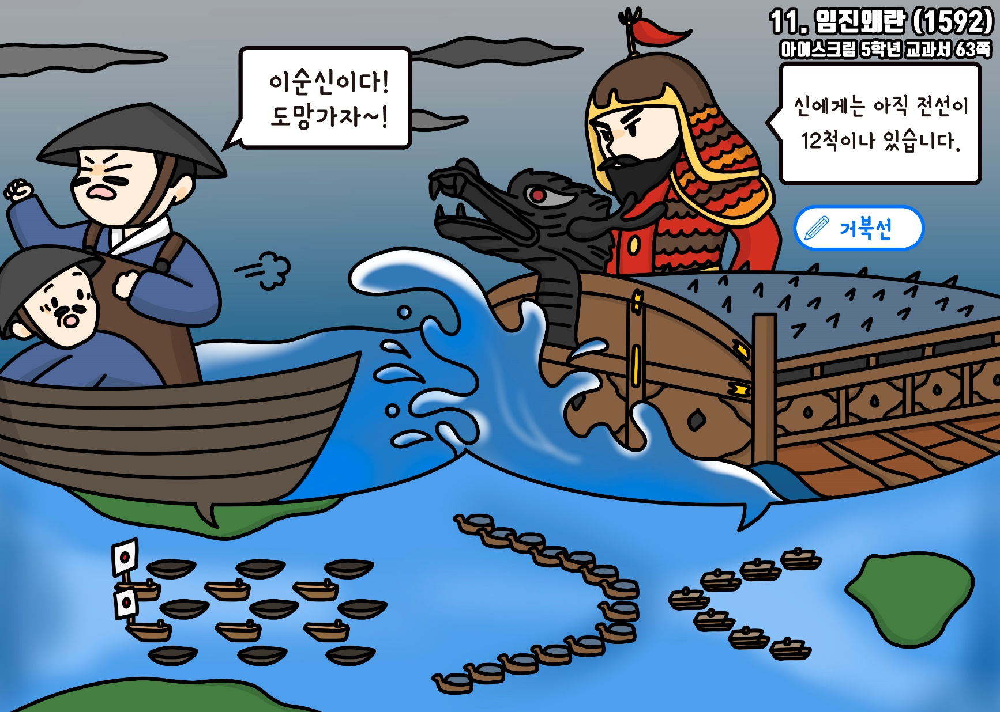 11. 임진왜란 (1592)
아이스크림 5학년 교과서 63쪽
이순신이다!
도망가자~!
신에게는 아직 전선이
12척이나 있습니다.
거북선